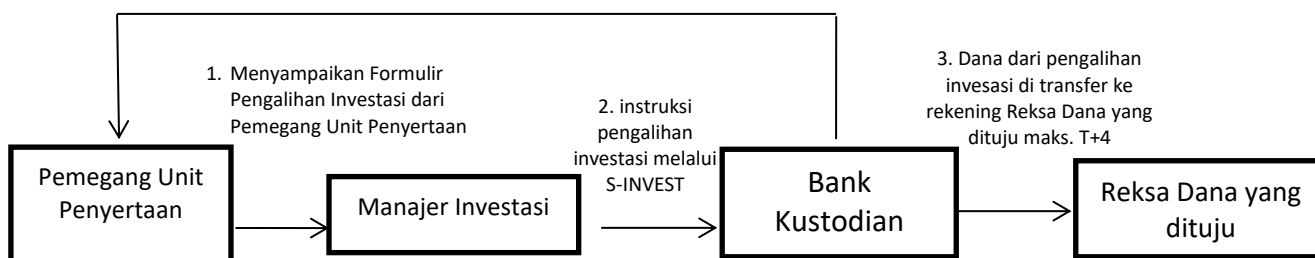 1. Menyampaikan Formulir
Pengalihan Investasi dari
Pemegang Unit Penyertaan
2. instruksi
pengalihan
investasi melalui
S-INVEST
3. Dana dari pengalihan
invesasi di transfer ke
rekening Reksa Dana yang
dituju maks. T+4
Pemegang Unit
Penyertaan
Manajer Investasi
Bank
Kustodian
Reksa Dana yang
dituju